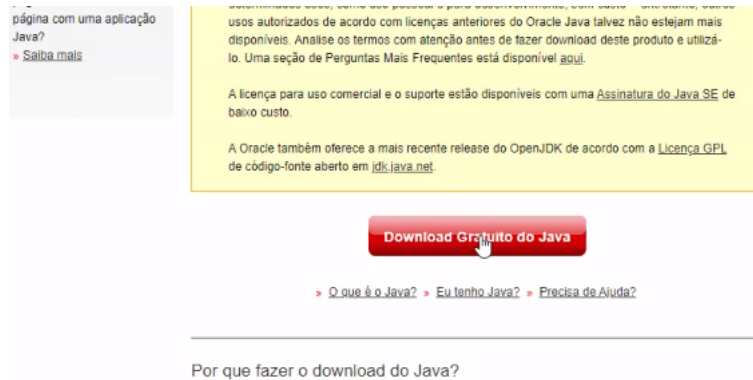 página com uma aplicação
Java?
» Saiba mais
usos autorizados de acordo com licenças anteriores do Oracle Java talvez não estejam mais
disponíveis. Analise os termos com atenção antes de fazer download deste produto e utilizá-
lo. Uma seção de Perguntas Mais Frequentes está disponível aqui.
A licença para uso comercial e o suporte estão disponíveis com uma Assinatura do Java SE de
baixo custo.
A Oracle também oferece a mais recente release do OpenJDK de acordo com a Licença GPL
de código-fonte aberto em jdk.java.net.
Download Gratuito do Java
» O que é o Java? » Eu tenho Java? » Precisa de Ajuda?
Por que fazer o download do Java?